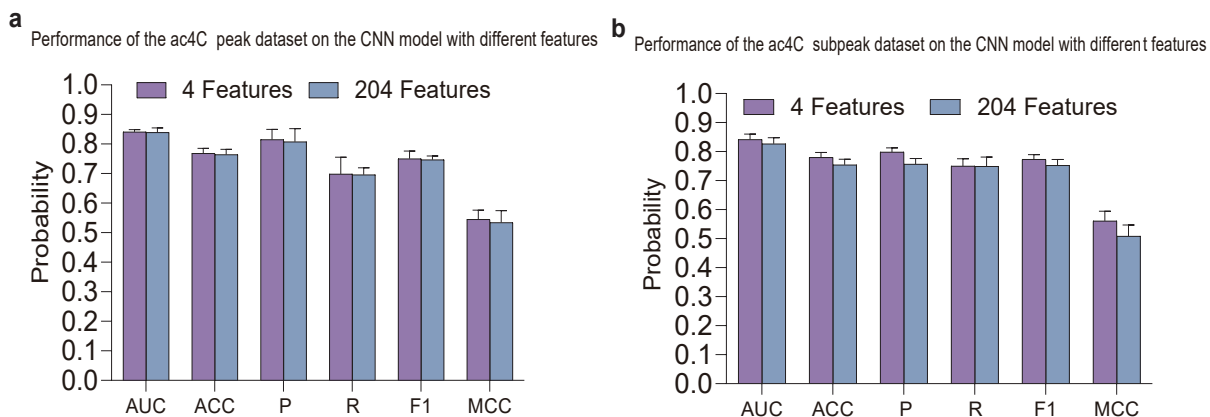 a
Performance of the ac4C peak dataset on the CNN model with different features
4 Features
204 Features
Probability
1.0
0.9
0.8
0.7
0.6
0.5
0.4
0.3
0.2
0.1
0.0
AUC ACC P R F1 MCC
b
Performance of the ac4C subpeak dataset on the CNN model with different features
4 Features
204 Features
Probability
1.0
0.9
0.8
0.7
0.6
0.5
0.4
0.3
0.2
0.1
0.0
AUC ACC P R F1 MCC